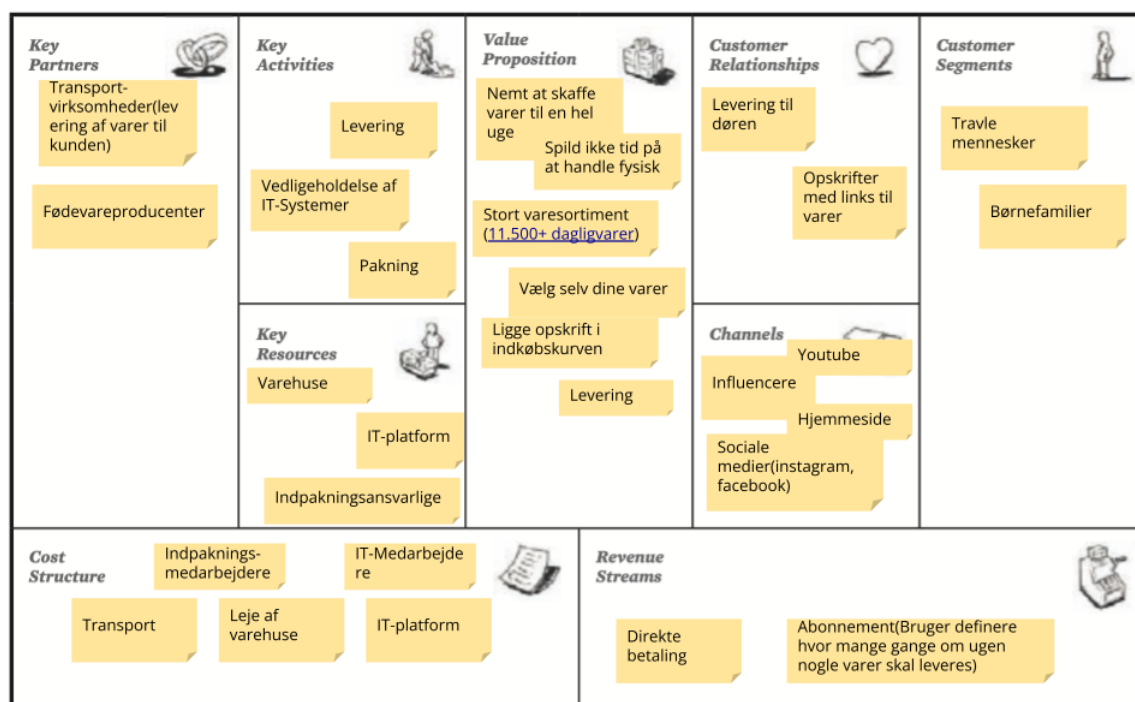 Key
Partners
Transport-
virksomheder(lev
ering af varer til
kunden)
Fødevareproducenter
Key
Activities
Levering
Vedligeholdelse af
IT-Systemer
Pakning
Key
Resources
Varehuse
IT-platform
Indpakningsansvarlige
Value
Proposition
Nemt at skaffe
varer til en hel
uge
Spild ikke tid på
at handle fysisk
Stort varesortiment
(11.500+ dagligvarer)
Vælg selv dine varer
Ligge opskrift i
indkøbskurven
Levering
Customer
Relationships
Levering til
døren
Opskrifter
med links til
varer
Channels
Youtube
Influencere
Hjemmeside
Sociale
medier(instagram,
facebook)
Customer
Segments
Travle
mennesker
Børnefamilier
Cost
Structure
Indpaknings-
medarbejdere
IT-Medarbejde
re
Transport
Leje af
varehuse
IT-platform
Revenue
Streams
Direkte
betaling
Abonnement(Bruger definere
hvor mange gange om ugen
nogle varer skal leveres)